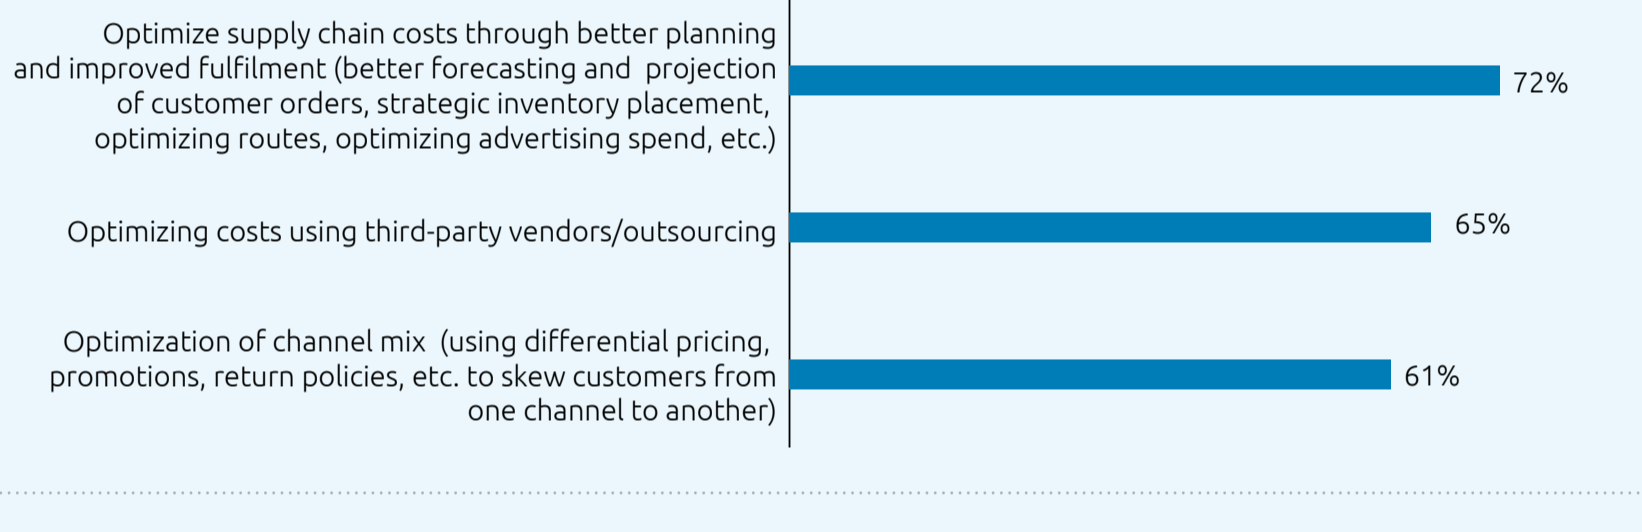 Optimize supply chain costs through better planning
and improved fulfilment (better forecasting and projection
of customer orders, strategic inventory placement,
optimizing routes, optimizing advertising spend, etc.)
72%
Optimizing costs using third-party vendors/outsourcing
65%
Optimization of channel mix (using differential pricing,
promotions, return policies, etc. to skew customers from
one channel to another)
61%